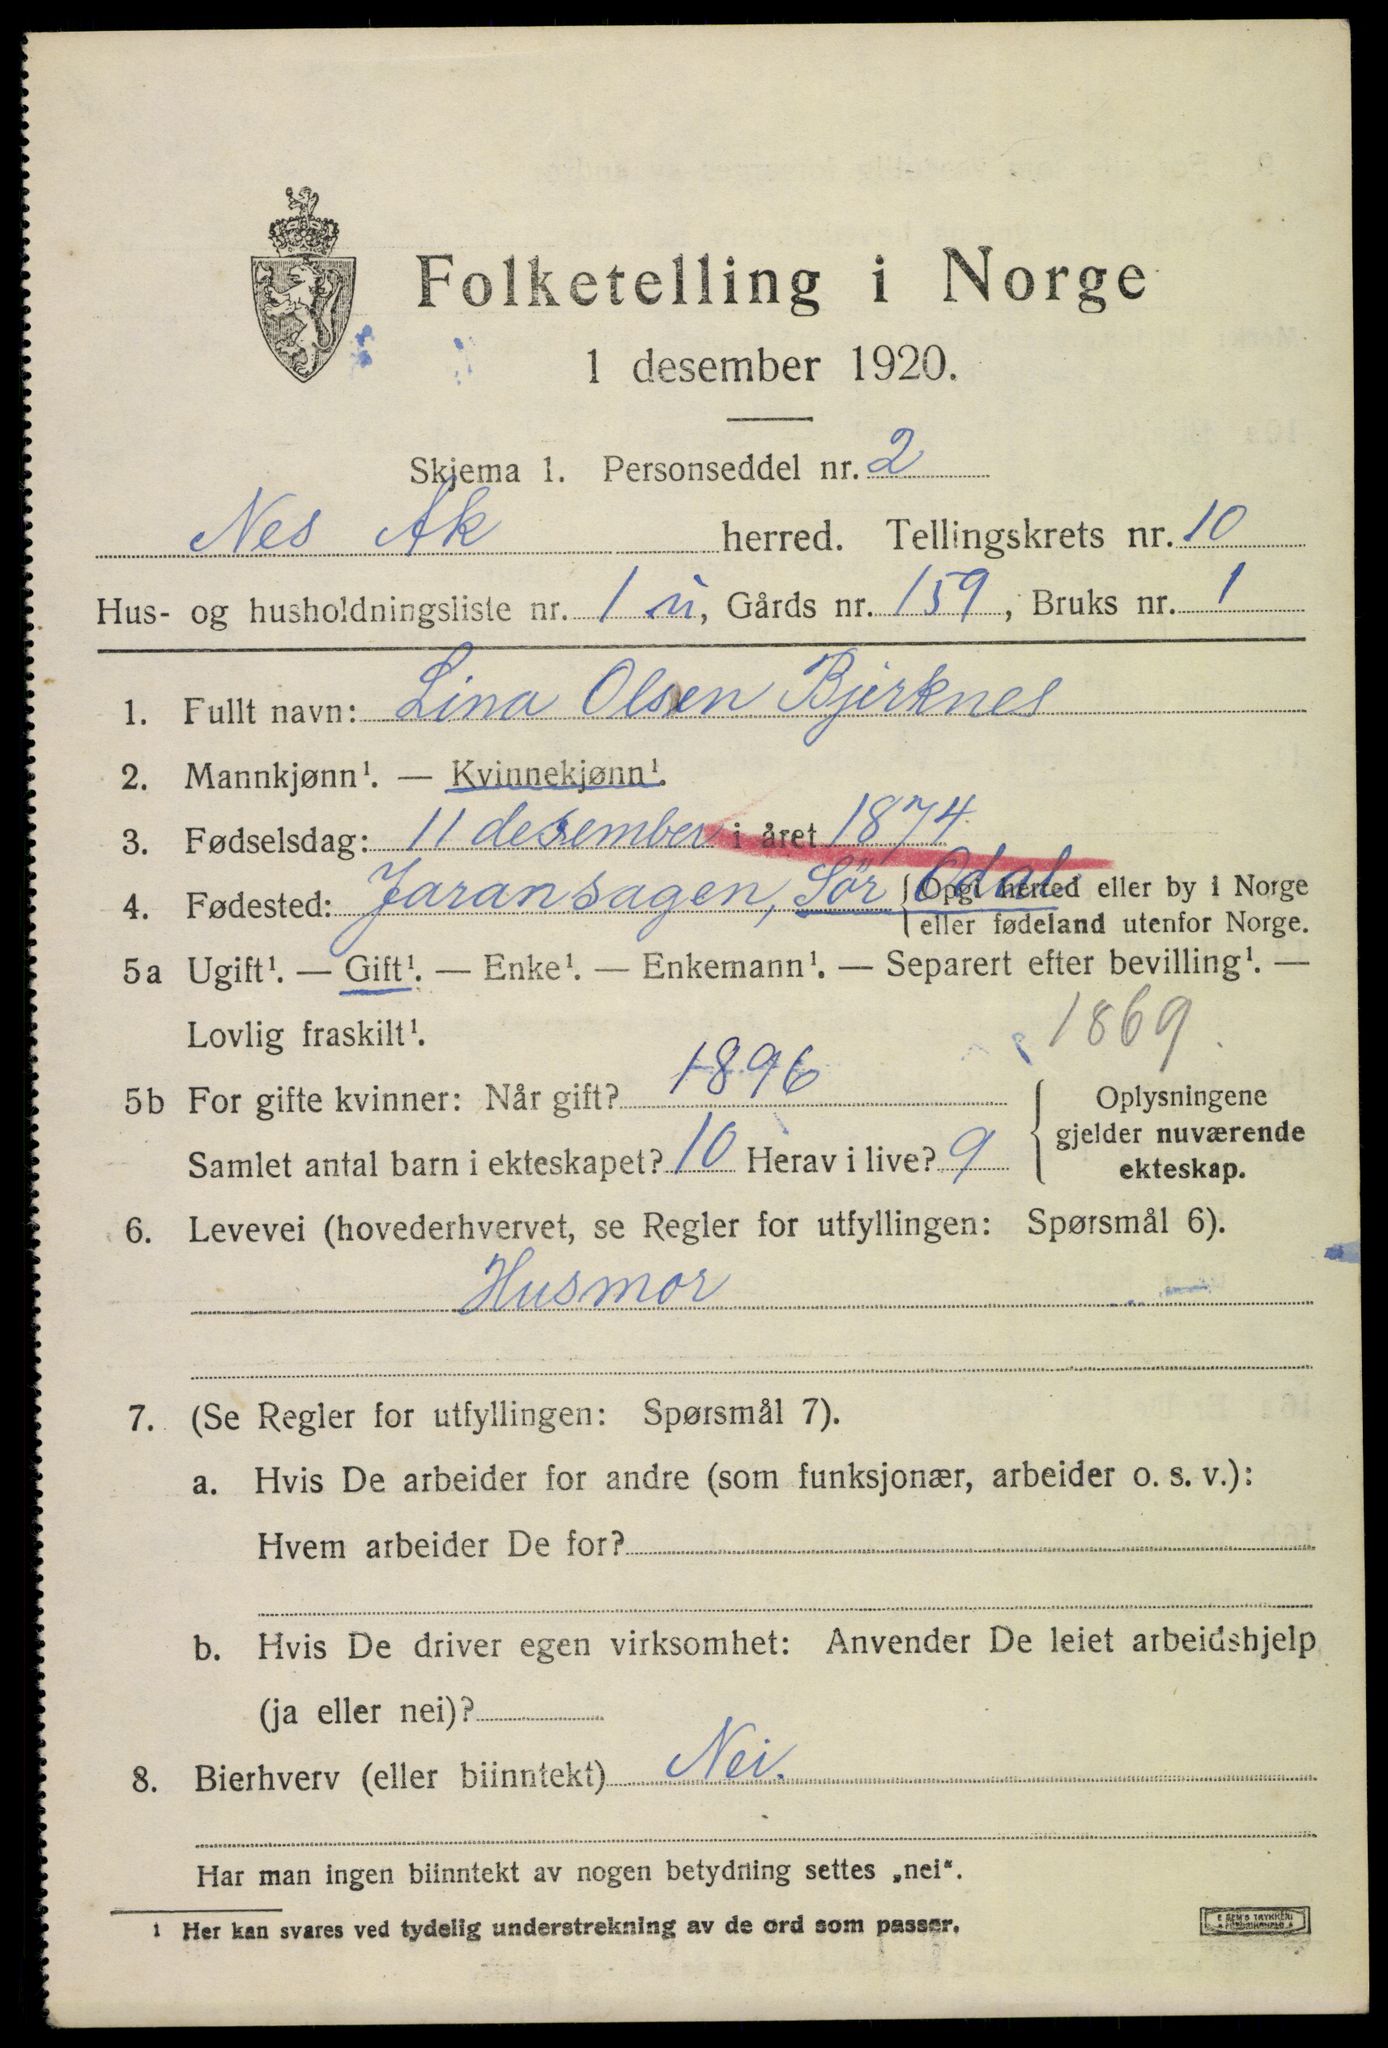 Folketelling i Norge
1 desember 1920.
Skjema 1. Personseddel nr. 2
Nes Ak herred. Tellingskrets nr. 10
Hus- og husholdningsliste nr. 1 u, Gårds nr. 159, Bruks nr. 1
1. Fullt navn: Lina Olsen Bjerknes
2. Mannkjønn¹. — Kvinnekjønn¹.
3. Fødselsdag: 11 desember i året 1874
4. Fødested: Jaransagen, Sör Odal { Opgi herred eller by i Norge
eller fødeland utenfor Norge.
5a Ugift¹. — Gift¹. — Enke¹. — Enkemann¹. — Separert efter bevilling¹. —
Lovlig fraskilt¹.
1869.
5b For gifte kvinner: Når gift? 1896
Samlet antal barn i ekteskapet? 10 Herav i live? 9
{ Oplysningene
gjelder nuværende
ekteskap.
6. Levevei (hovederhvervet, se Regler for utfyllingen: Spørsmål 6).
Husmor
7. (Se Regler for utfyllingen: Spørsmål 7).
a. Hvis De arbeider for andre (som funksjonær, arbeider o. s. v.):
Hvem arbeider De for?
b. Hvis De driver egen virksomhet: Anvender De leiet arbeidshjelp
(ja eller nei)?
8. Bierhverv (eller biinntekt) Nei.
Har man ingen biinntekt av nogen betydning settes „nei“.
1 Her kan svares ved tydelig understrekning av de ord som passer.